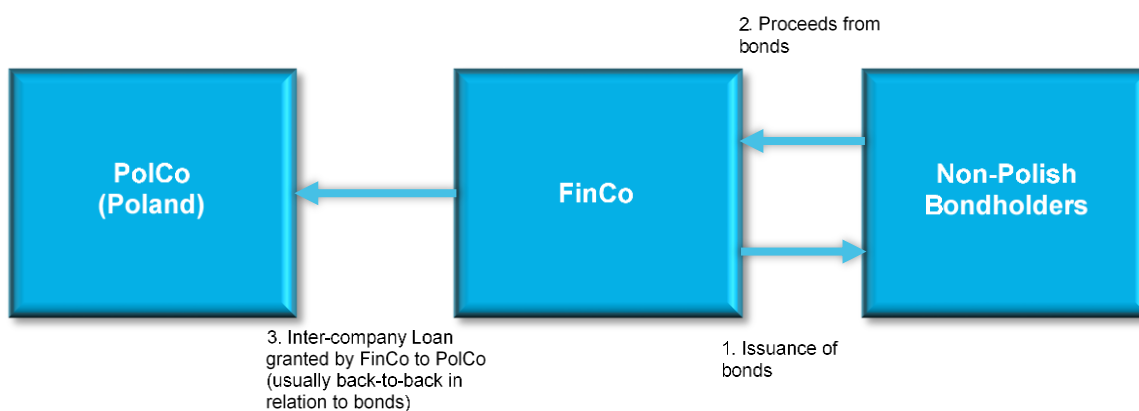 2. Proceeds from
bonds
PolCo
(Poland)
FinCo
Non-Polish
Bondholders
3. Inter-company Loan
granted by FinCo to PolCo
(usually back-to-back in
relation to bonds)
1. Issuance of
bonds